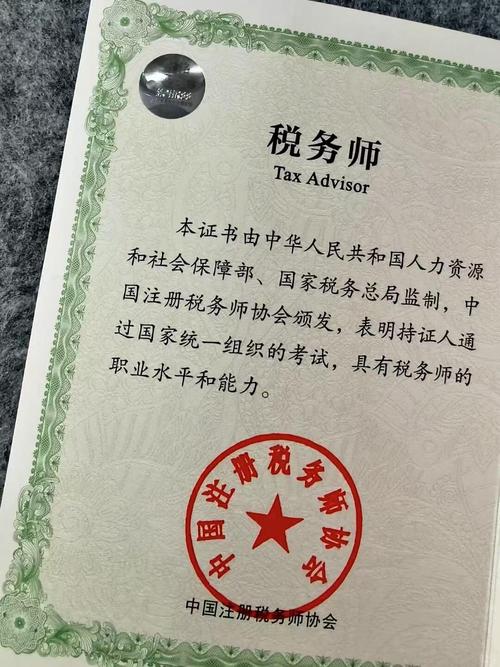 税务师
Tax Advisor
本证书由中华人民共和国人力资源
和社会保障部、国家税务总局监制，中
国注册税务师协会颁发，表明持证人通
过国家统一组织的考试，具有税务师的
职业水平和能力。
中国注册税务师协会
中国注册税务师协会